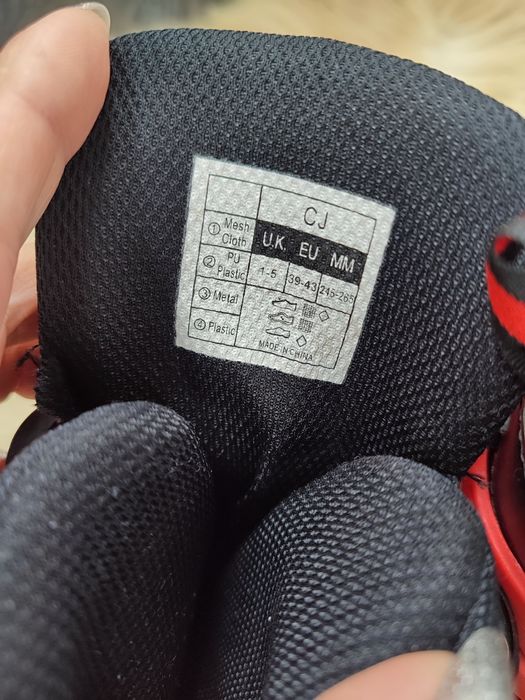 CJ
① Mesh Cloth
U.K. EU MM
② PU Plastic
1-5 39-43 245-265
③ Metal
④ Plastic
MADE IN CHINA